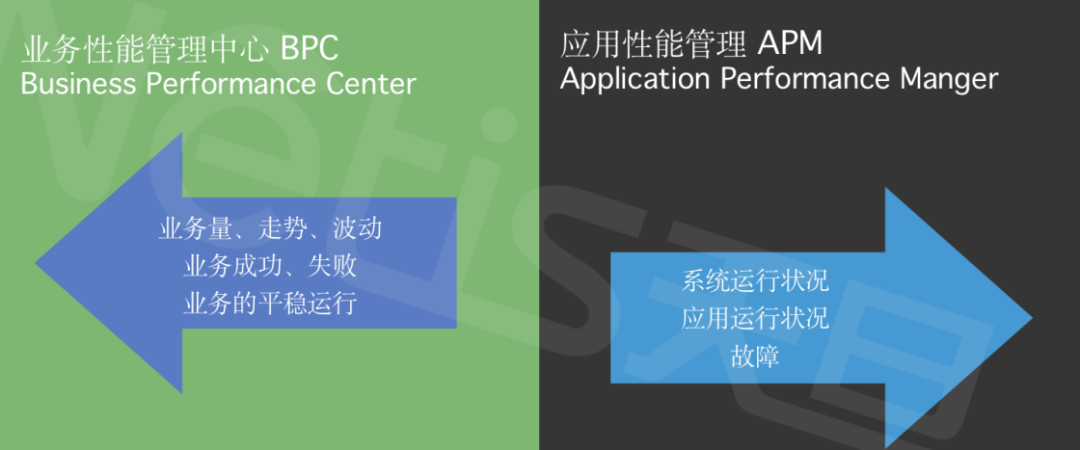 业务性能管理中心 BPC
Business Performance Center
业务量、走势、波动
业务成功、失败
业务的平稳运行
应用性能管理 APM
Application Performance Manger
系统运行状况
应用运行状况
故障